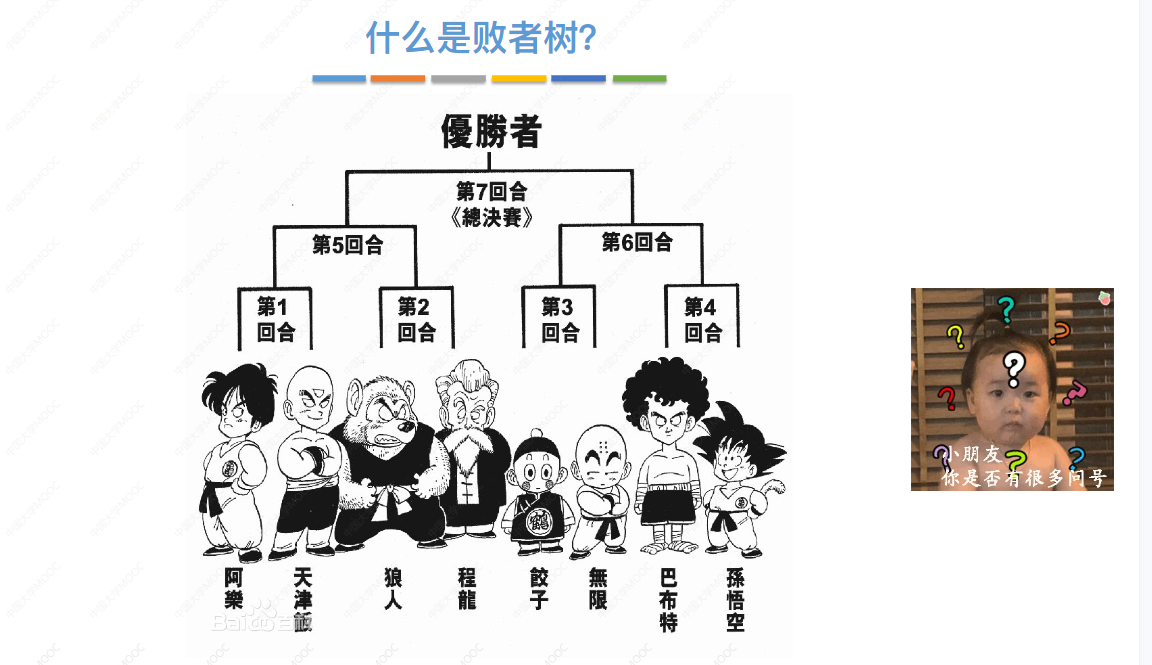 什么是败者树?
優勝者
第7回合
《總決賽》
第5回合
第6回合
第1
回合
第2
回合
第3
回合
第4
回合
鶴
阿樂
天津飯
狼人
程龍
餃子
無限
巴布特
孫悟空
Baidu百科
小朋友
你是否有很多问号
中国大学MOOC